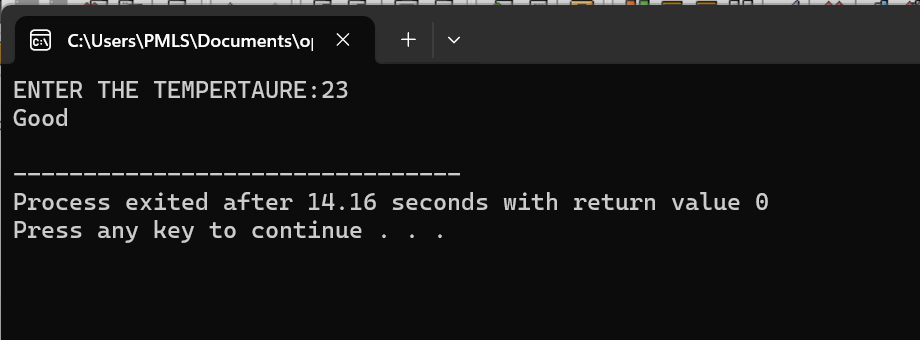 C:\Users\PMLS\Documents\o
ENTER THE TEMPERTAURE:23
Good
--------------------------------
Process exited after 14.16 seconds with return value 0
Press any key to continue . . .